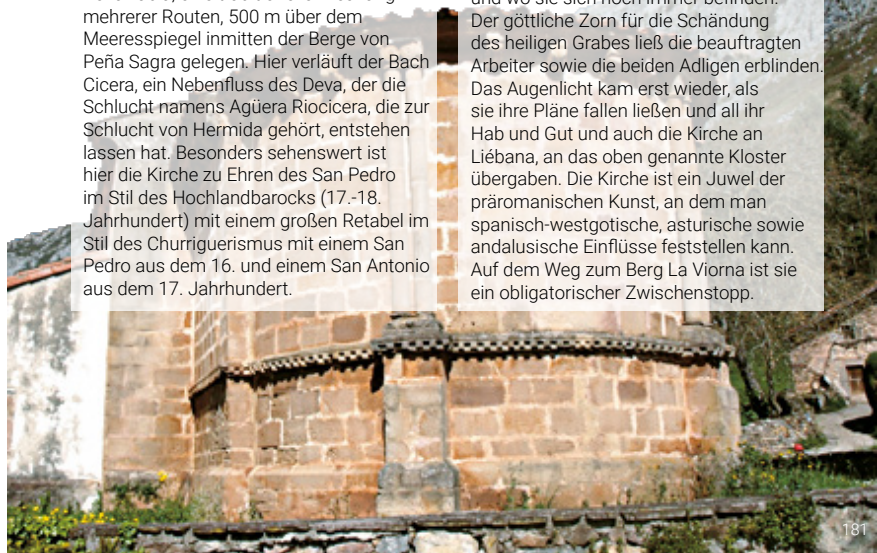 mehrerer Routen, 500 m über dem
Meeresspiegel inmitten der Berge von
Peña Sagra gelegen. Hier verläuft der Bach
Cicera, ein Nebenfluss des Deva, der die
Schlucht namens Agüera Riocicera, die zur
Schlucht von Hermida gehört, entstehen
lassen hat. Besonders sehenswert ist
hier die Kirche zu Ehren des San Pedro
im Stil des Hochlandbarocks (17.-18.
Jahrhundert) mit einem großen Retabel im
Stil des Churriguerismus mit einem San
Pedro aus dem 16. und einem San Antonio
aus dem 17. Jahrhundert.
und wo sie sich noch immer befinden.
Der göttliche Zorn für die Schändung
des heiligen Grabes ließ die beauftragten
Arbeiter sowie die beiden Adligen erblinden.
Das Augenlicht kam erst wieder, als
sie ihre Pläne fallen ließen und all ihr
Hab und Gut und auch die Kirche an
Liébana, an das oben genannte Kloster
übergaben. Die Kirche ist ein Juwel der
präromanischen Kunst, an dem man
spanisch-westgotische, asturische sowie
andalusische Einflüsse feststellen kann.
Auf dem Weg zum Berg La Viorna ist sie
ein obligatorischer Zwischenstopp.
181